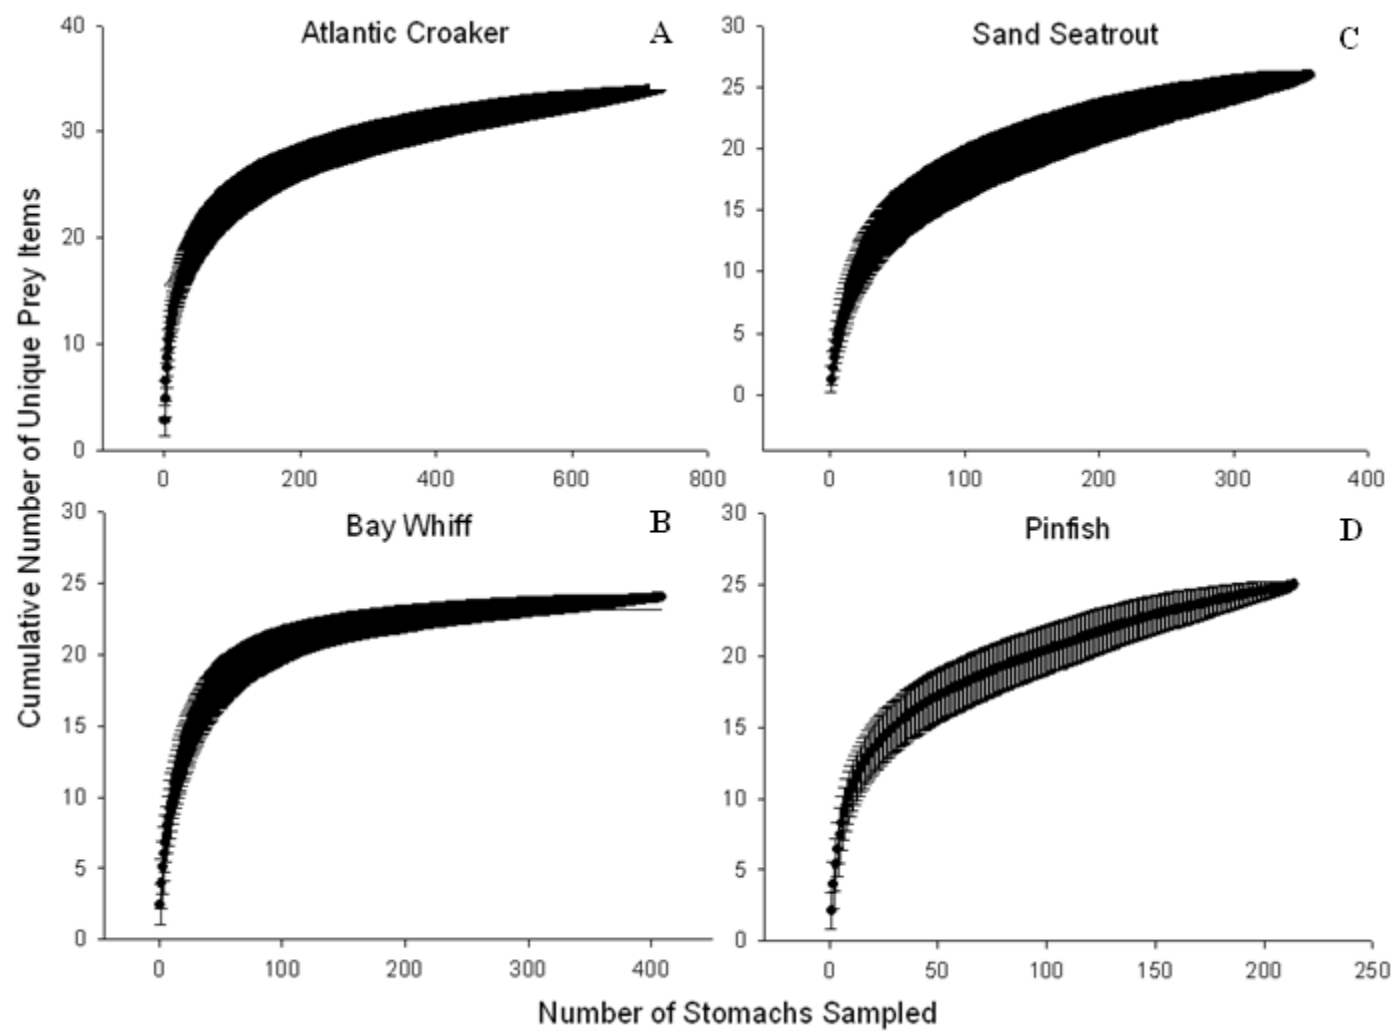 Cumulative Number of Unique Prey Items
Atlantic Croaker
A
40
30
20
10
0
0 200 400 600 800
Sand Seatrout
C
30
25
20
15
10
5
0
0 100 200 300 400
Bay Whiff
B
30
25
20
15
10
5
0
0 100 200 300 400
Pinfish
D
30
25
20
15
10
5
0
0 50 100 150 200 250
Number of Stomachs Sampled